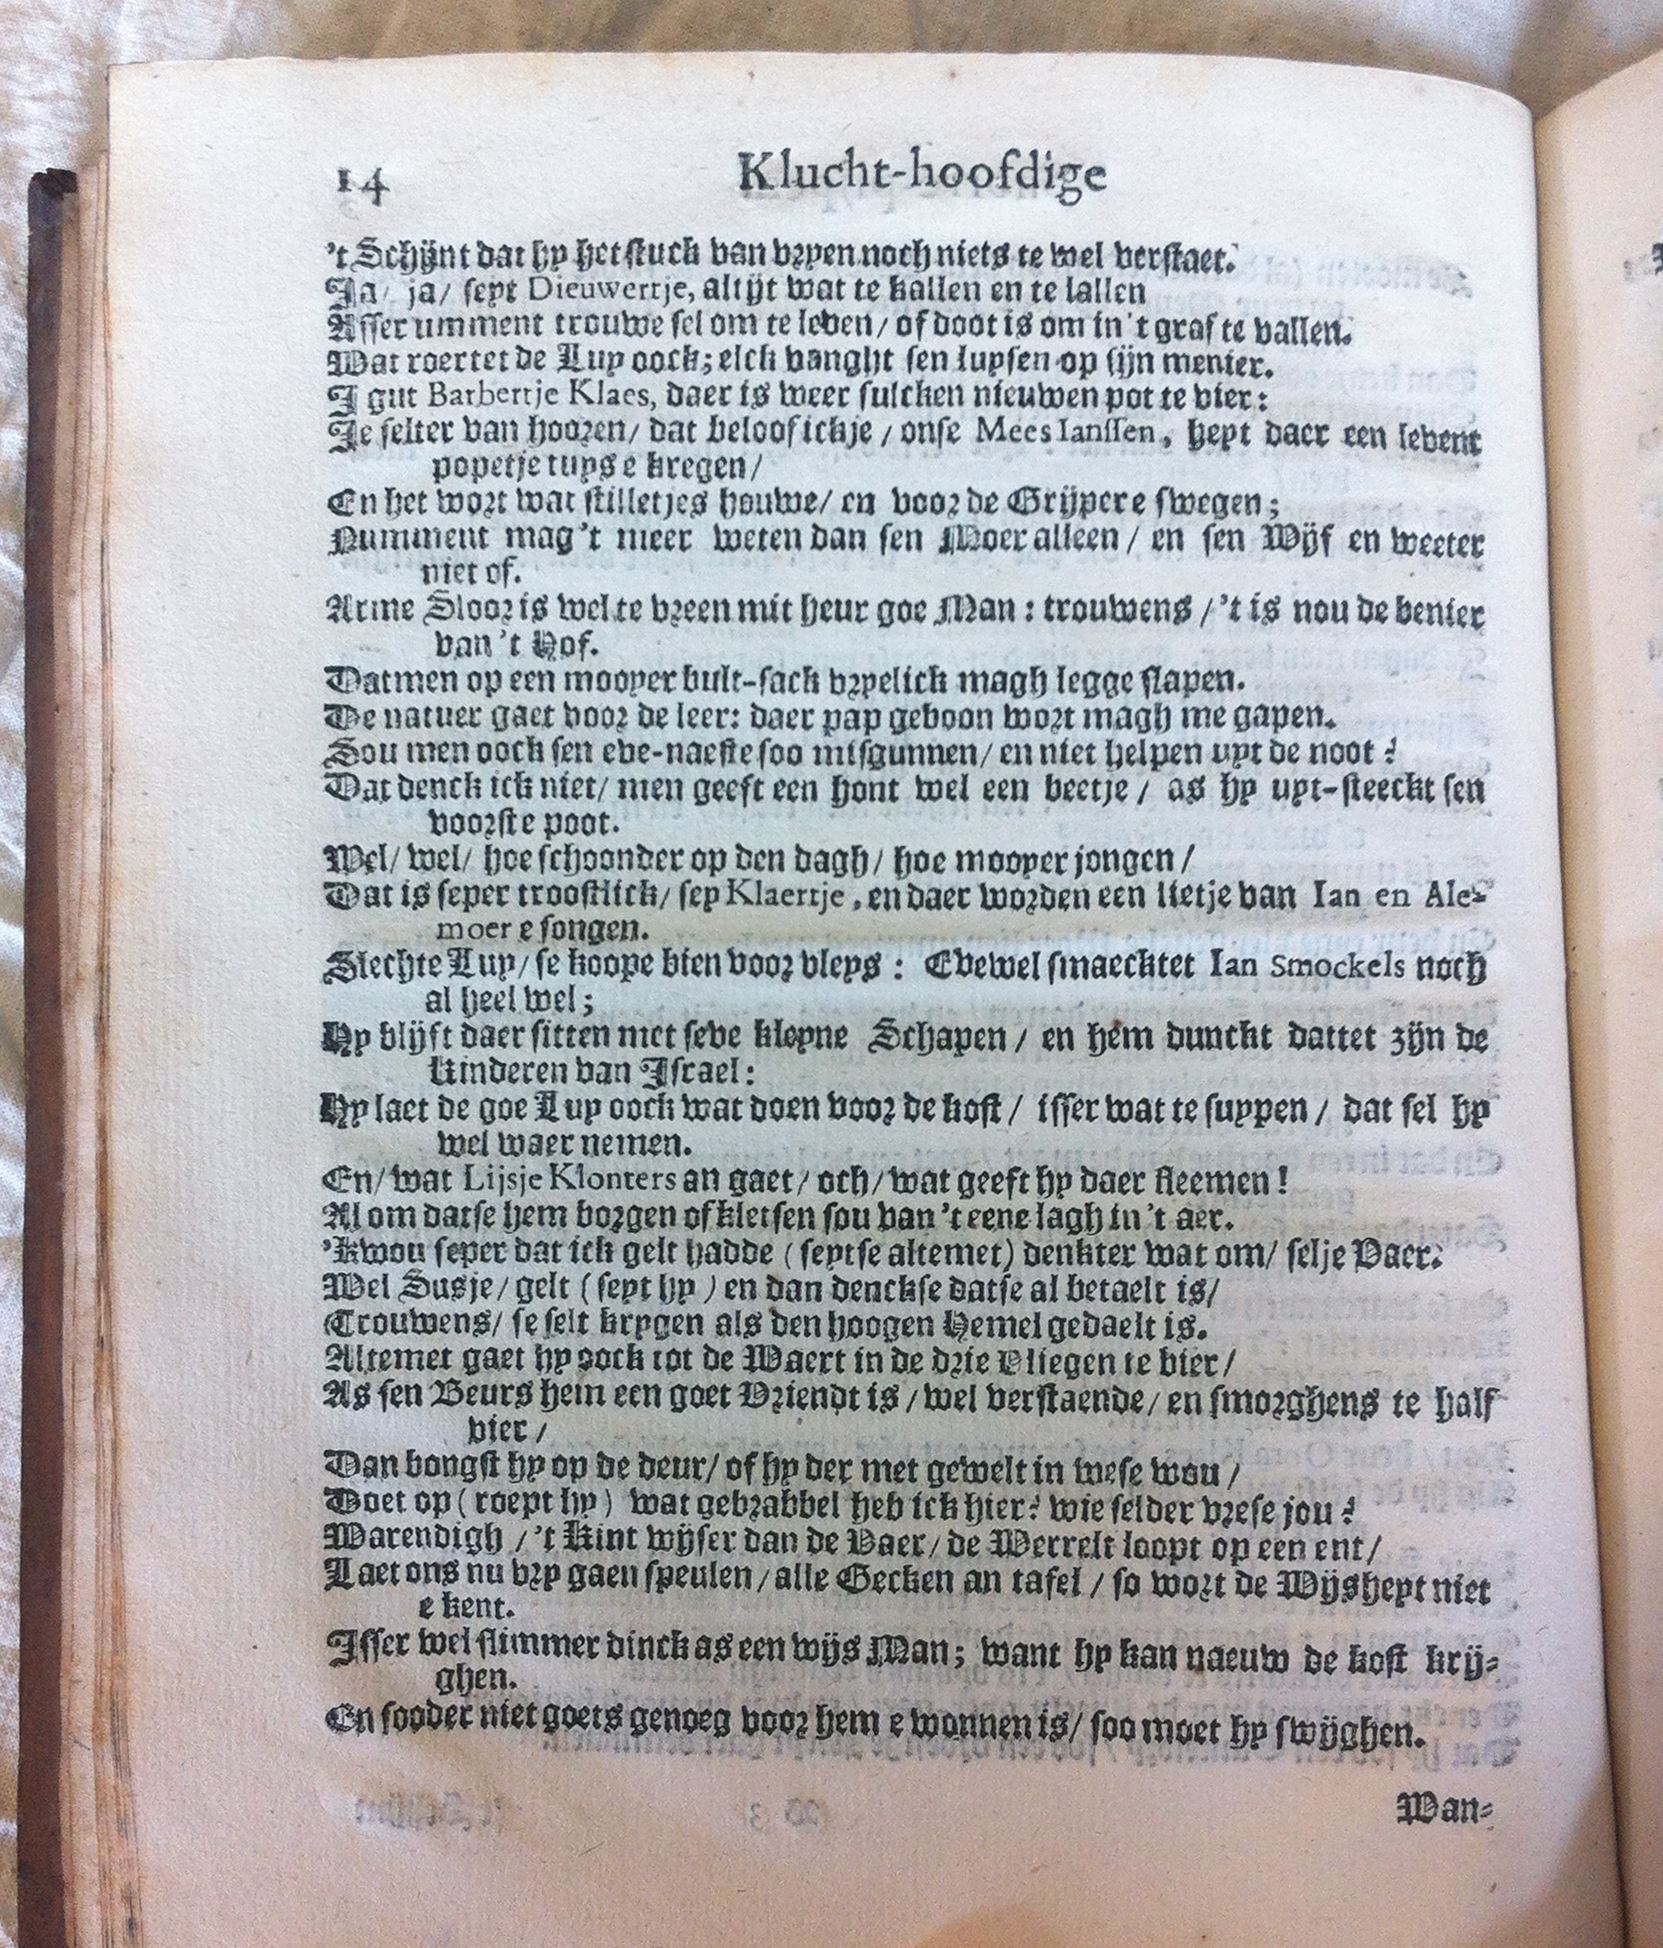 14 Klucht-hoofdige
't Schijnt dat hy het stuck van vryen noch niets te wel verstaet.
Ja/ ja/ seyt Dieuwertje, altijt wat te kallen en te lallen
Asser umment trouwe sel om te leven/ of doot is om in 't graf te vallen.
Wat roertet de Luy oock; elck vanght sen luysen op sijn menier.
J gut Barbertje Klaes, daer is weer sulcken nieuwen pot te vier:
Je selter van hooren/ dat beloof ickje/ onse Mees Ianssen, heyt daer een levent
popetje tuys e kregen/
En het wort wat stilletjes houwe/ en voor de Grijpere swegen;
Numment mag 't meer weten dan sen Moer alleen/ en sen Wijf en weeter
niet of.
Arme Sloor is wel te vreen mit heur goe Man: trouwens/ 't is nou de benier
van 't Hof.
Datmen op een mooyer bult-sack vryelick magh legge slapen.
De natuer gaet voor de leer: daer pap geboon wort magh me gapen.
Sou men oock sen eve-naeste soo misgunnen/ en niet helpen uyt de noot?
Dat denck ick niet/ men geeft een hont wel een beetje/ as hy uyt-steeckt sen
voorste poot.
Wel/ wel/ hoe schoonder op den dagh/ hoe mooyer jongen/
Dat is seper troostlick/ sey Klaertje, en daer worden een lietje van Ian en Ale-
moer e songen.
Slechte Luy/ se koope bien voor vleys: Evewel smaecktet Ian Smockels noch
al heel wel;
Hy blijft daer sitten met seve kleyne Schapen/ en hem dunckt dattet zijn de
Kinderen van Israel:
Hy laet de goe Luy oock wat doen voor de kost/ isser wat te suypen/ dat sel hy
wel waer nemen.
En/ wat Lijsje Klonters an gaet/ och/ wat geeft hy daer fleemen!
Al om datse hem borgen of kletsen sou van 't eene lagh in 't aer.
'kwou seper dat ick gelt hadde (seytse altemet) denkter wat om/ selje Vaer?
Wel Susje/ gelt (seyt hy) en dan denckse datse al betaelt is/
Trouwens/ se selt krygen als den hoogen Hemel gedaelt is.
Altemet gaet hy oock tot de Waert in de drie Vliegen te bier/
As sen Beurs hem een goet Vriendt is/ wel verstaende/ en smorghens te half
vier/
Dan bongst hy op de deur/ of hy der met gewelt in wese wou/
Doet op (roept hy) wat gebrabbel heb ick hier? wie selder vrese jou?
Warendigh/ 't Kint wijser dan de Vaer/ de Werrelt loopt op een ent/
Laet ons nu vry gaen speulen/ alle Gecken an tafel/ so wort de Wijsheyt niet
e kent.
Isser wel slimmer dinck as een wijs Man; want hy kan naeuw de kost krij-
ghen.
En sooder niet goets genoeg voor hem e wonnen is/ soo moet hy swijghen.
Wan-